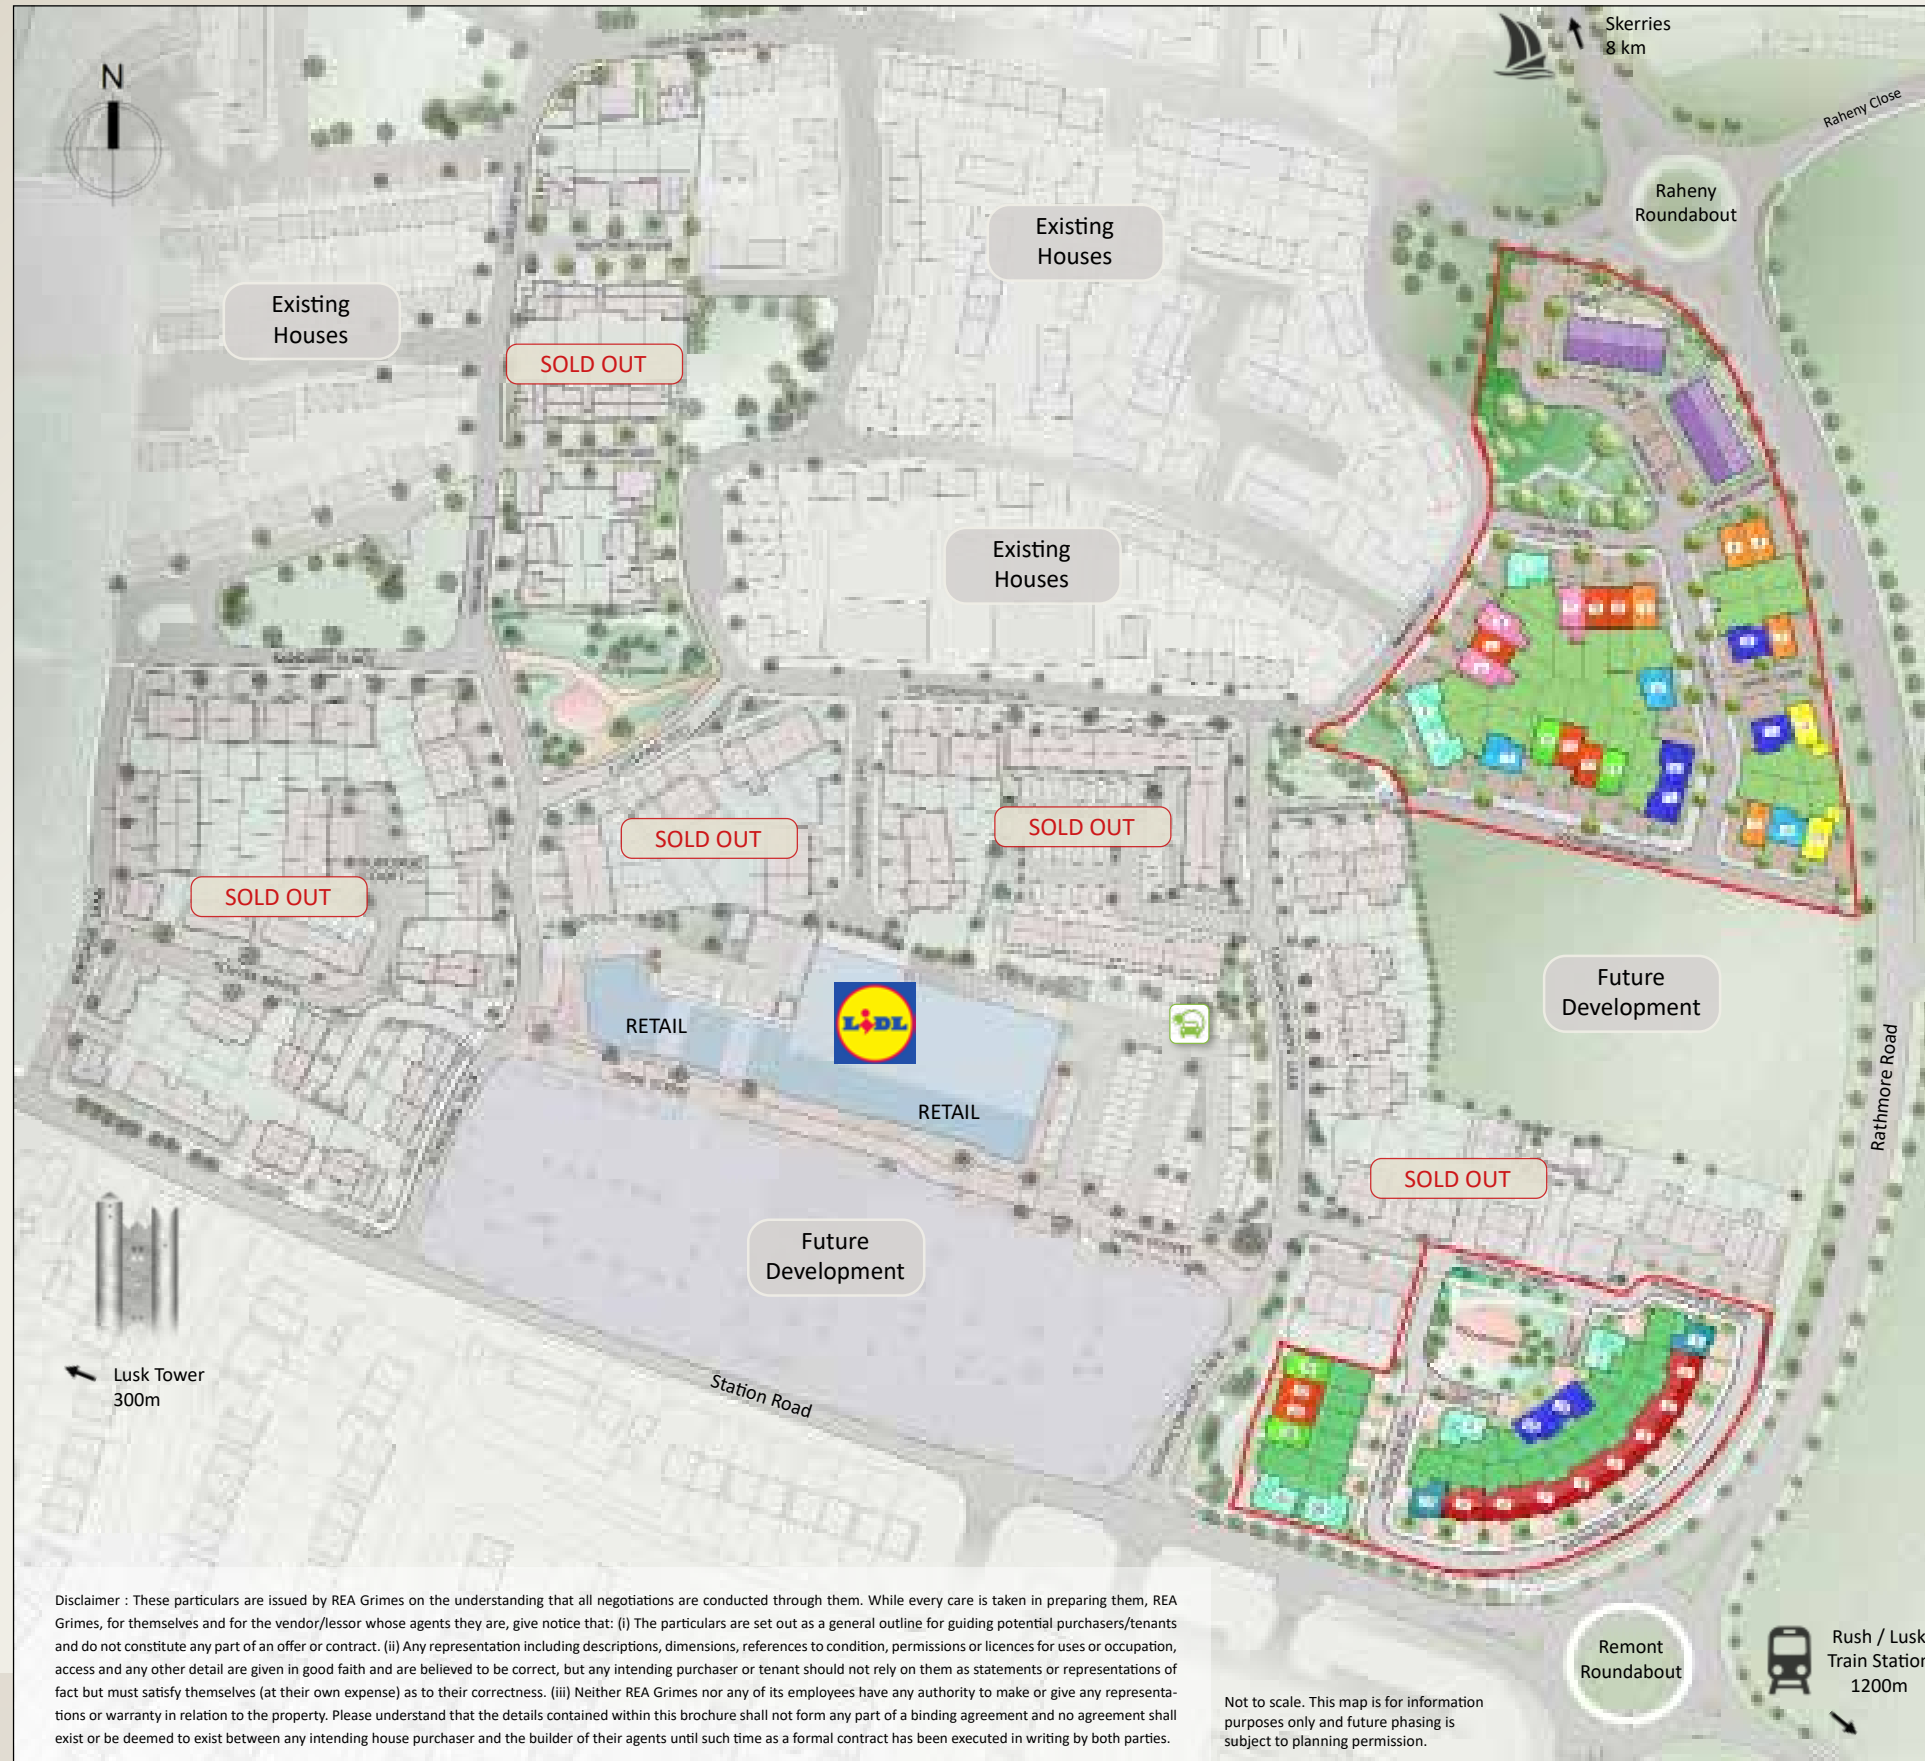 N
Skerries
8 km
Raheny Close
Raheny
Roundabout
Existing
Houses
Existing
Houses
SOLD OUT
Existing
Houses
SOLD OUT
SOLD OUT
SOLD OUT
Future
Development
RETAIL
LIDL
RETAIL
Rathmore Road
SOLD OUT
Future
Development
Lusk Tower
300m
Station Road
Disclaimer : These particulars are issued by REA Grimes on the understanding that all negotiations are conducted through them. While every care is taken in preparing them, REA
Grimes, for themselves and for the vendor/lessor whose agents they are, give notice that: (i) The particulars are set out as a general outline for guiding potential purchasers/tenants
and do not constitute any part of an offer or contract. (ii) Any representation including descriptions, dimensions, references to condition, permissions or licences for uses or occupation,
access and any other detail are given in good faith and are believed to be correct, but any intending purchaser or tenant should not rely on them as statements or representations of
fact but must satisfy themselves (at their own expense) as to their correctness. (iii) Neither REA Grimes nor any of its employees have any authority to make or give any representa-
tions or warranty in relation to the property. Please understand that the details contained within this brochure shall not form any part of a binding agreement and no agreement shall
exist or be deemed to exist between any intending house purchaser and the builder of their agents until such time as a formal contract has been executed in writing by both parties.
Not to scale. This map is for information
purposes only and future phasing is
subject to planning permission.
Remont
Roundabout
Rush / Lusk
Train Station
1200m